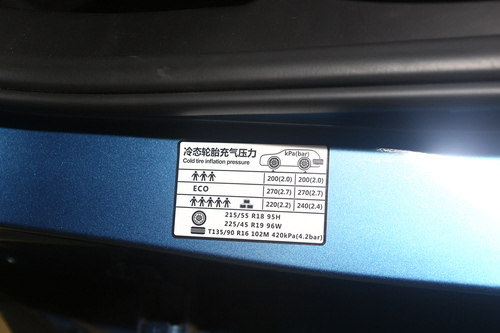 冷态轮胎充气压力 kPa(bar)
Cold tire inflation pressure
200(2.0) 200(2.0)
ECO 270(2.7) 270(2.7)
220(2.2) 240(2.4)
215/55 R18 95H
225/45 R19 96W
T135/90 R16 102M 420kPa(4.2bar)